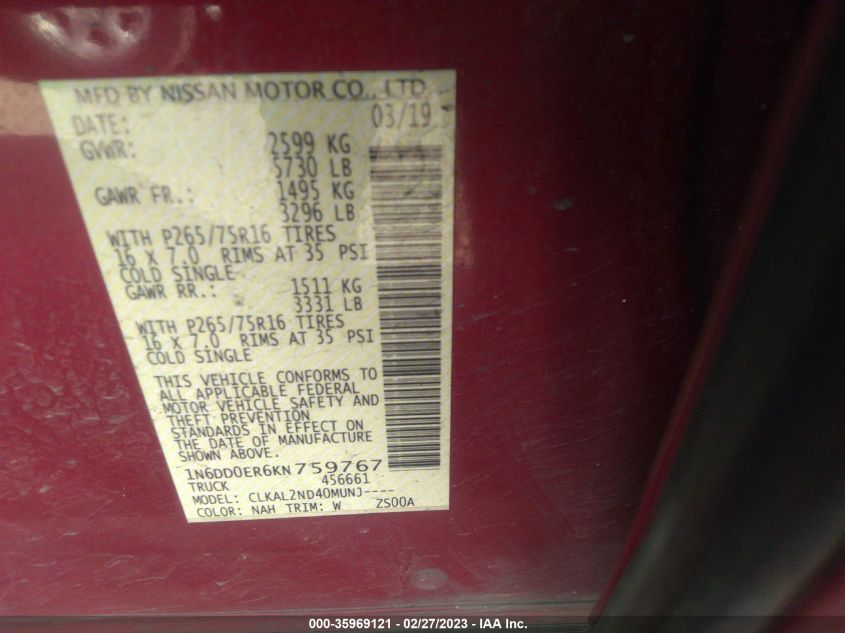 MFD BY NISSAN MOTOR CO., LTD.
DATE: 03/19
GVWR: 2599 KG
5730 LB
GAWR FR.: 1495 KG
3296 LB
WITH P265/75R16 TIRES
16 X 7.0 RIMS AT 35 PSI
COLD SINGLE
GAWR RR.: 1511 KG
3331 LB
WITH P265/75R16 TIRES
16 X 7.0 RIMS AT 35 PSI
COLD SINGLE
THIS VEHICLE CONFORMS TO
ALL APPLICABLE FEDERAL
MOTOR VEHICLE SAFETY AND
THEFT PREVENTION
STANDARDS IN EFFECT ON
THE DATE OF MANUFACTURE
SHOWN ABOVE.
1N6DD0ER6KN759767
TRUCK 456661
MODEL: CLKAL2ND40MUNJ----
COLOR: NAH TRIM: W ZS00A
000-35969121 - 02/27/2023 - IAA Inc.